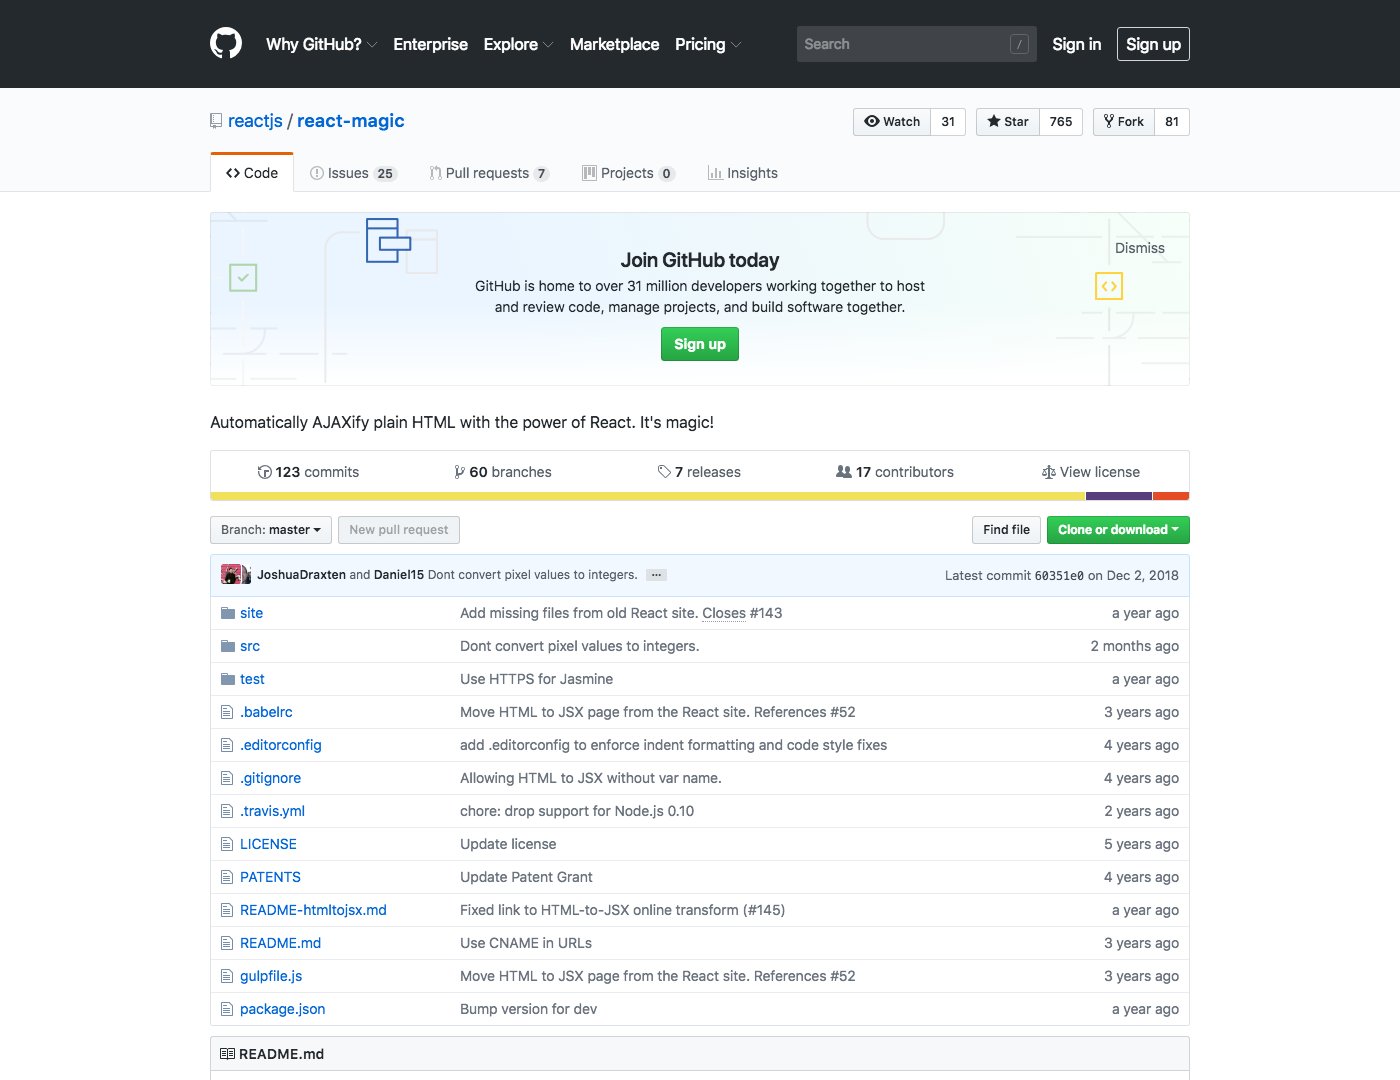 Why GitHub? Enterprise Explore Marketplace Pricing Search / Sign in Sign up
reactjs / react-magic Watch 31 Star 765 Fork 81
Code Issues 25 Pull requests 7 Projects 0 Insights
Dismiss
Join GitHub today
GitHub is home to over 31 million developers working together to host
and review code, manage projects, and build software together.
Sign up
Automatically AJAXify plain HTML with the power of React. It's magic!
123 commits 60 branches 7 releases 17 contributors View license
Branch: master New pull request Find file Clone or download
JoshuaDraxten and Daniel15 Dont convert pixel values to integers. … Latest commit 60351e0 on Dec 2, 2018
site Add missing files from old React site. Closes #143 a year ago
src Dont convert pixel values to integers. 2 months ago
test Use HTTPS for Jasmine a year ago
.babelrc Move HTML to JSX page from the React site. References #52 3 years ago
.editorconfig add .editorconfig to enforce indent formatting and code style fixes 4 years ago
.gitignore Allowing HTML to JSX without var name. 4 years ago
.travis.yml chore: drop support for Node.js 0.10 2 years ago
LICENSE Update license 5 years ago
PATENTS Update Patent Grant 4 years ago
README-htmltojsx.md Fixed link to HTML-to-JSX online transform (#145) a year ago
README.md Use CNAME in URLs 3 years ago
gulpfile.js Move HTML to JSX page from the React site. References #52 3 years ago
package.json Bump version for dev a year ago
README.md